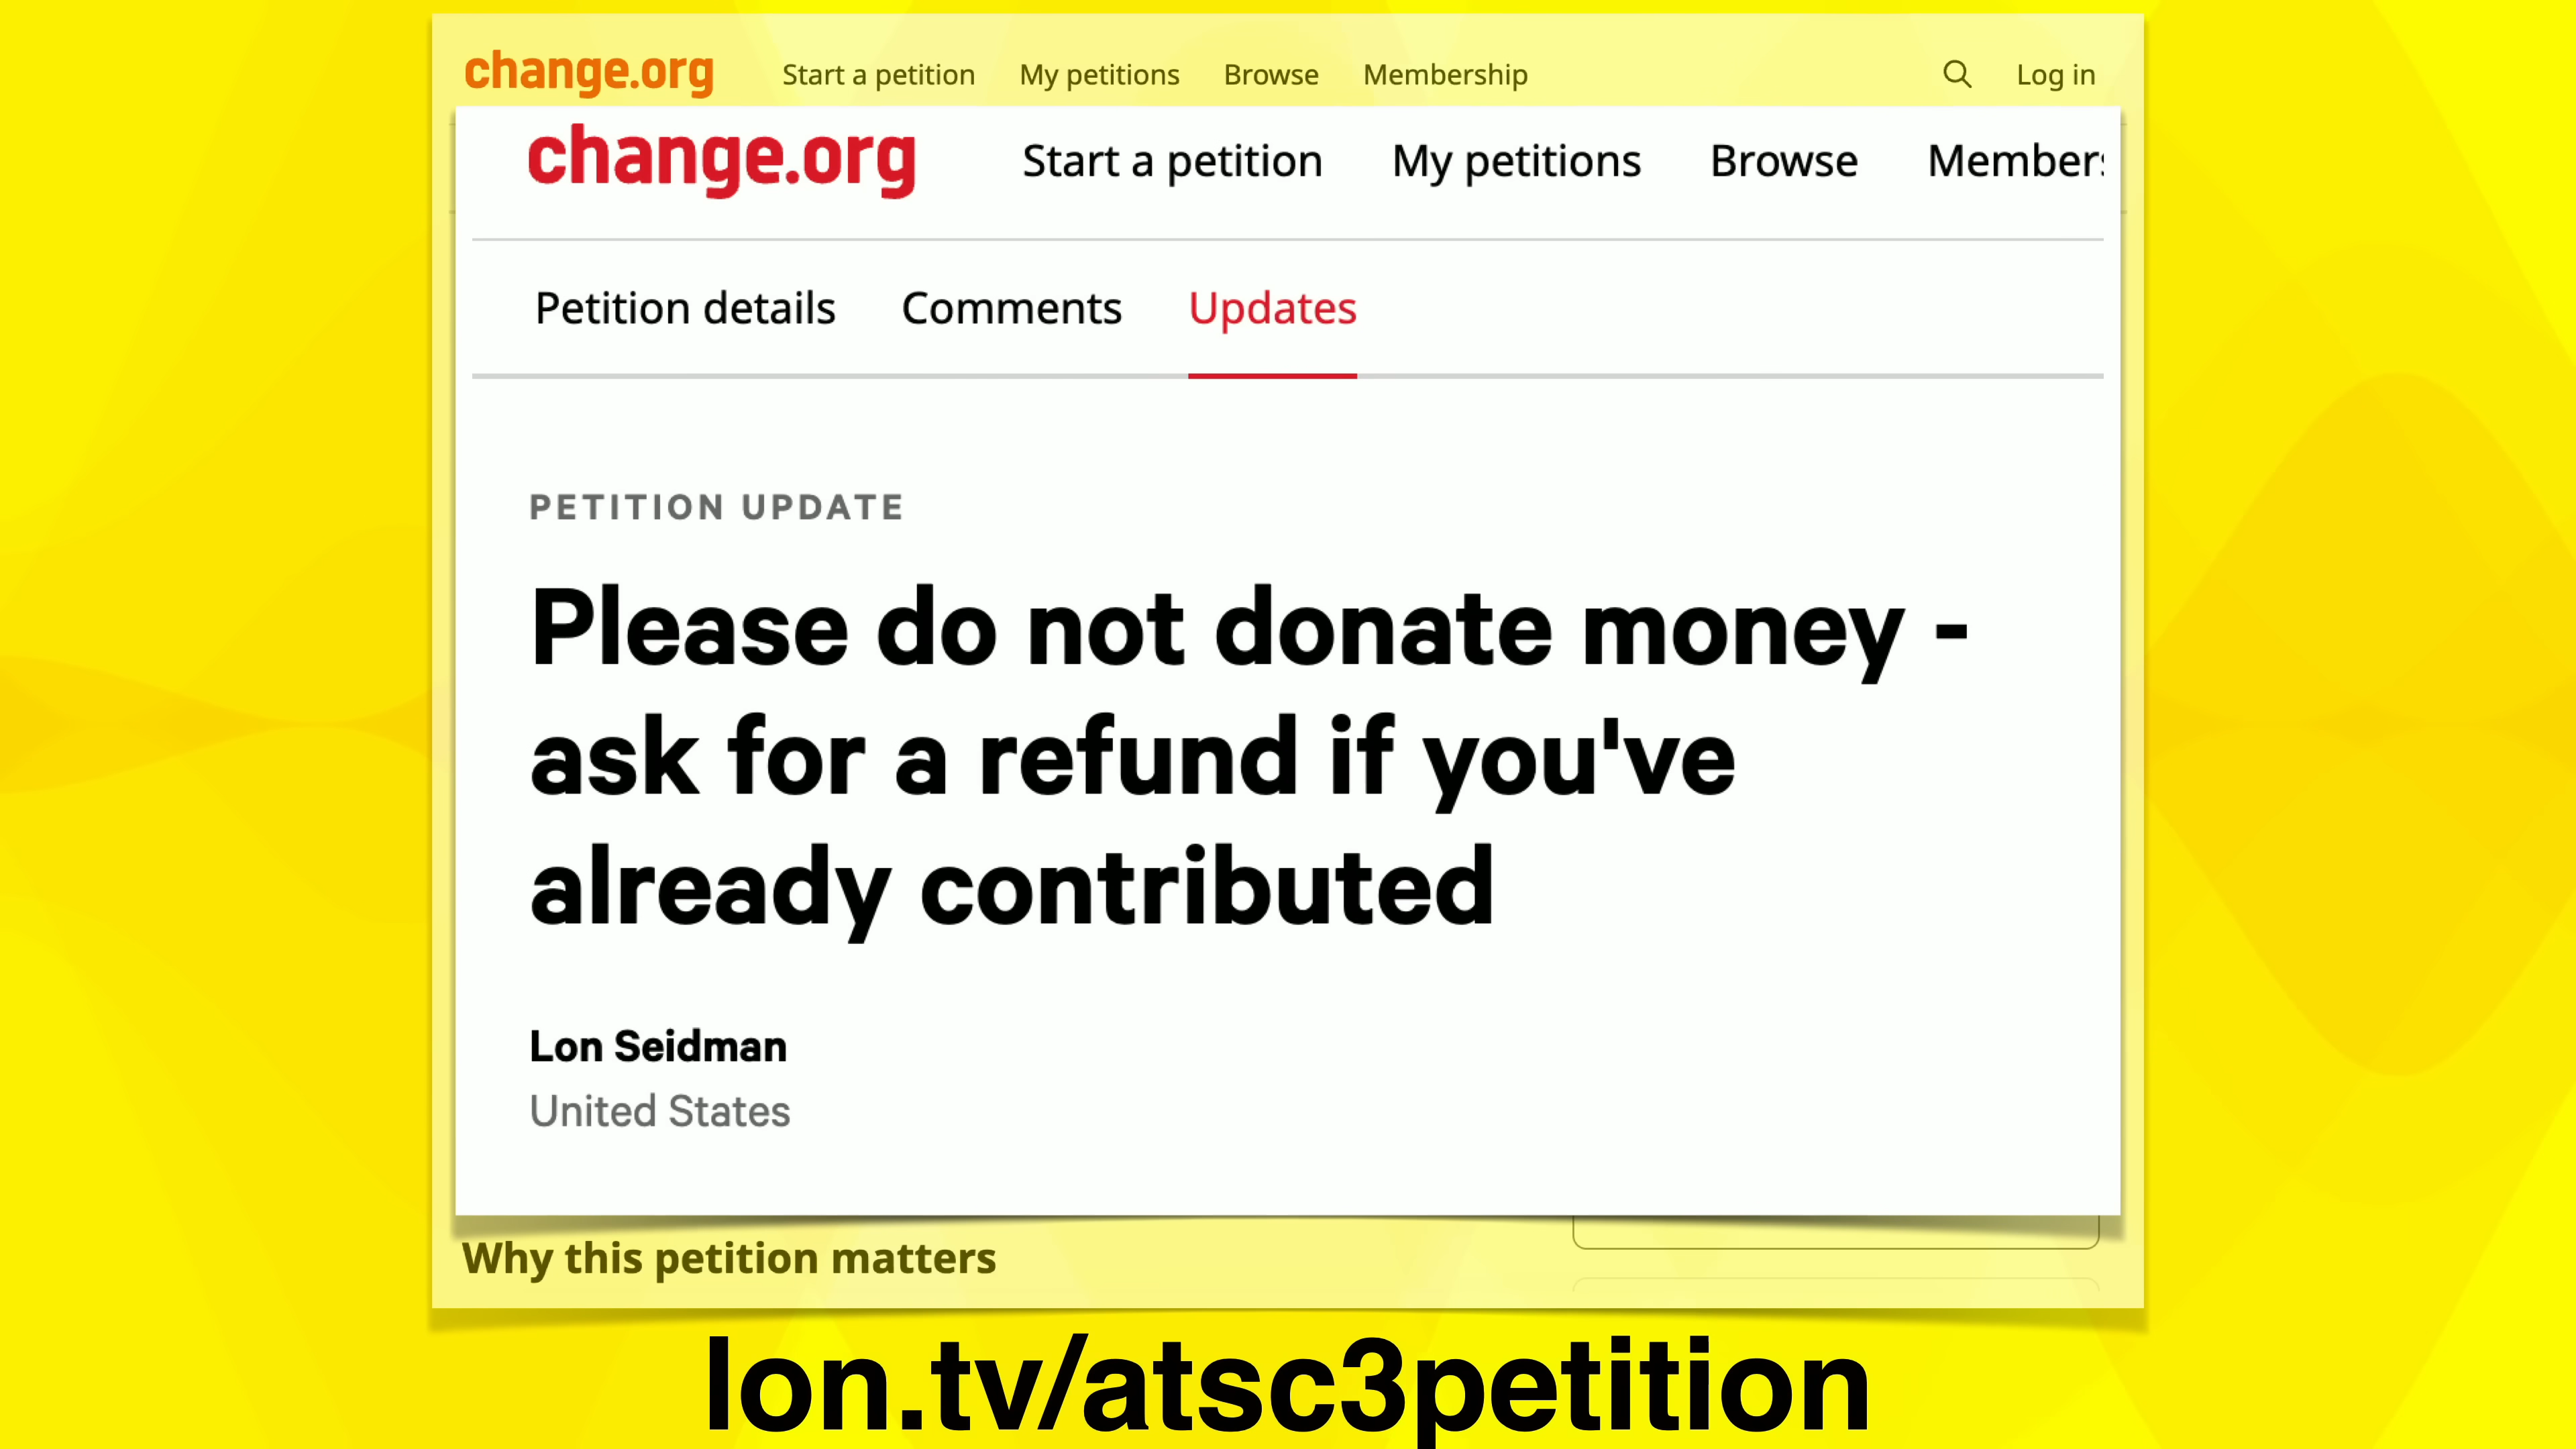 change.org Start a petition My petitions Browse Membership Log in
change.org Start a petition My petitions Browse Members
Petition details Comments Updates
PETITION UPDATE
Please do not donate money -
ask for a refund if you've
already contributed
Lon Seidman
United States
Why this petition matters
lon.tv/atsc3petition